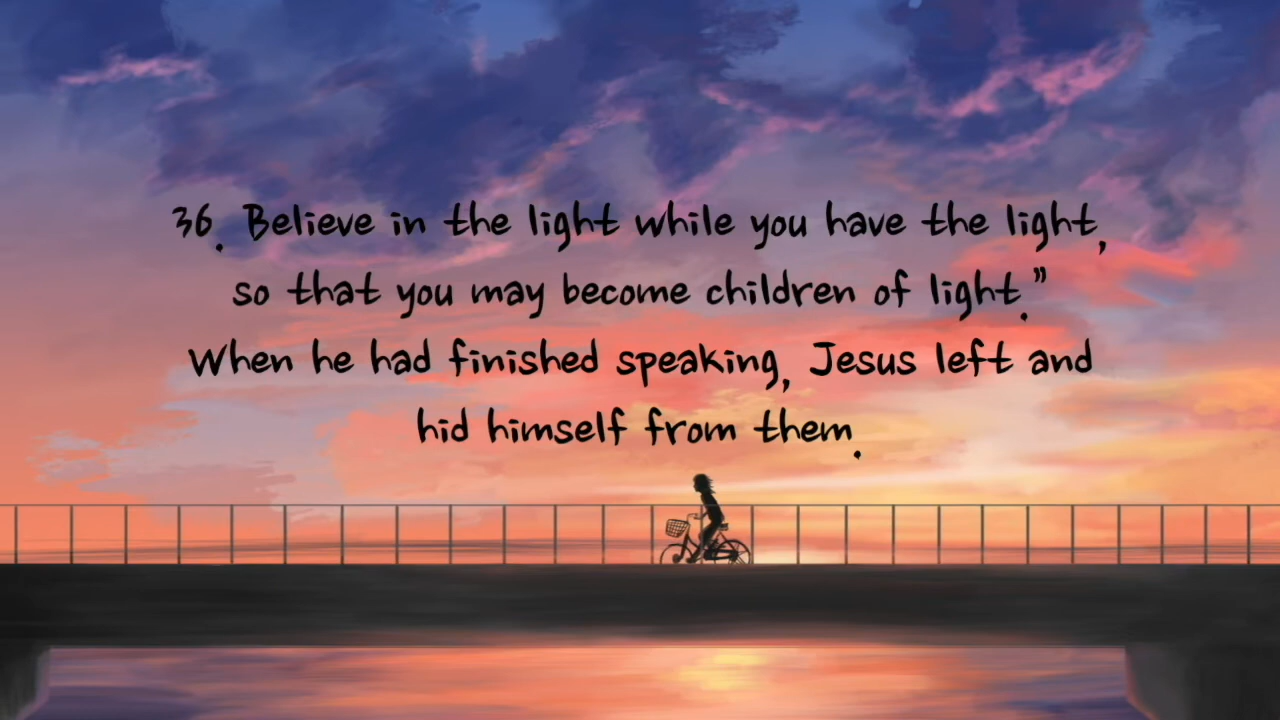 36. Believe in the light while you have the light,
so that you may become children of light.”
When he had finished speaking, Jesus left and
hid himself from them.